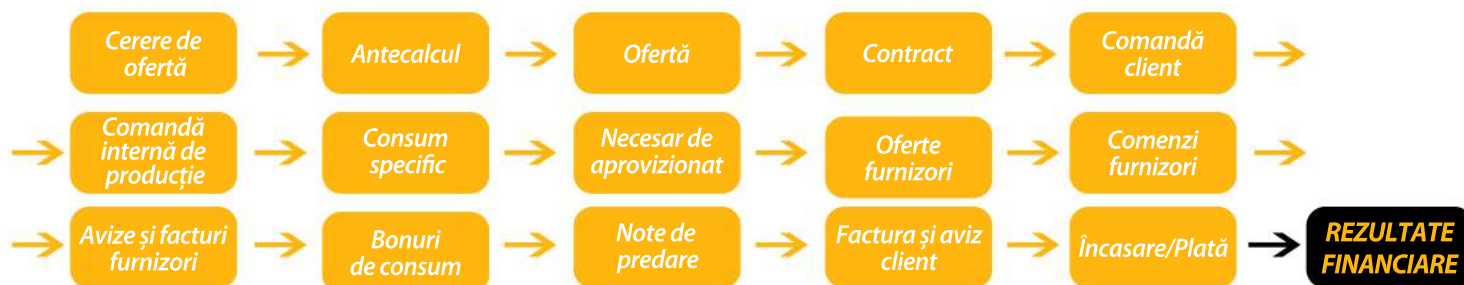 Cerere de
ofertă
Antecalcul
Ofertă
Contract
Comandă
client
Comandă
internă de
producție
Consum
specific
Necesar de
aprovizionat
Oferte
furnizori
Comenzi
furnizori
Avize și facturi
furnizori
Bonuri
de consum
Note de
predare
Factura și aviz
client
Încasare/Plată
REZULTATE
FINANCIARE